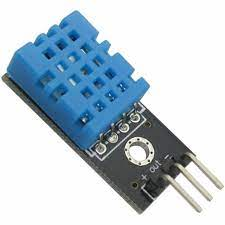 + out -